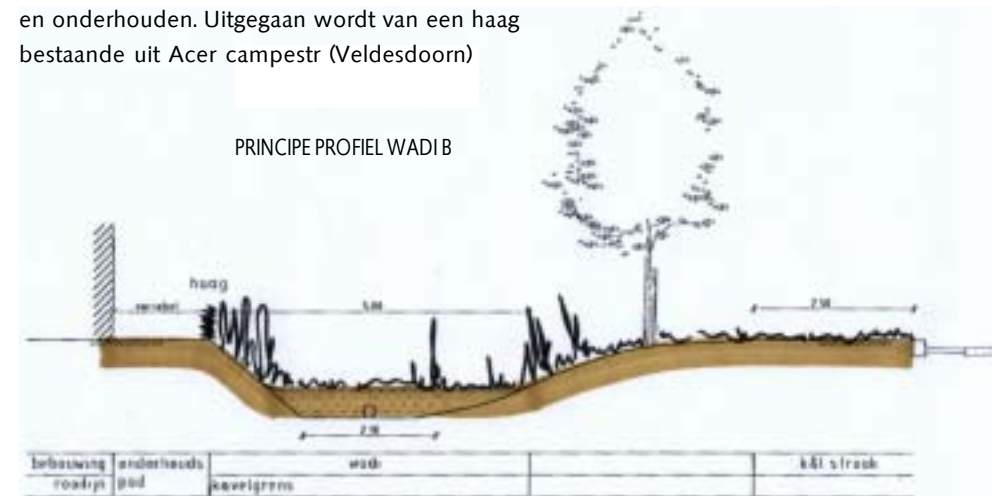 en onderhouden. Uitgegaan wordt van een haag
bestaande uit Acer campestr (Veldesdoorn)
PRINCIPE PROFIEL WADI B
haag
variabel 5,00 2.50
2.50
bebouwing onderhouds wadi k&l strook
rooilijn pad kavelgrens